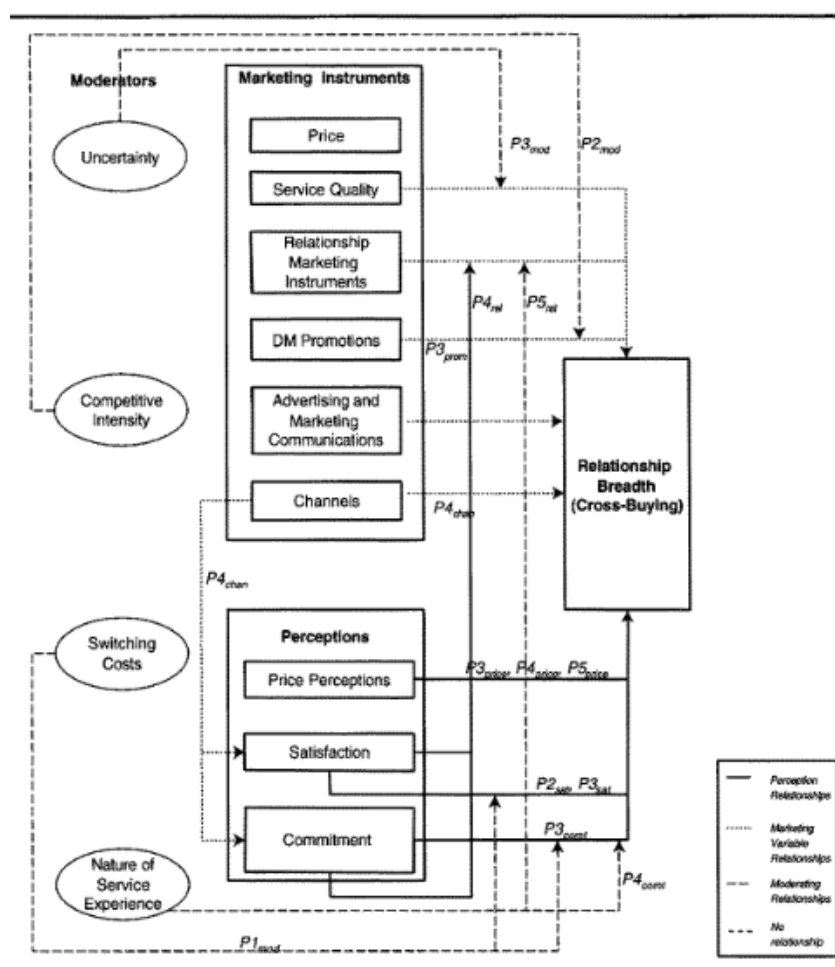 Moderators
Marketing Instruments
Uncertainty
Price
P3mod
P2mod
Service Quality
Relationship
Marketing
Instruments
P4rel
P5rel
DM Promotions
P3prom
Competitive
Intensity
Advertising and
Marketing
Communications
Relationship
Breadth
(Cross-Buying)
Channels
P4chan
P4chan
Switching
Costs
Perceptions
Price Perceptions
P3price, P4price, P5price
Satisfaction
P2sat, P3sat
Commitment
P3comt
P4comt
Nature of
Service
Experience
P1mod
Perception
Relationships
Marketing
Variable
Relationships
Moderating
Relationships
No
relationship